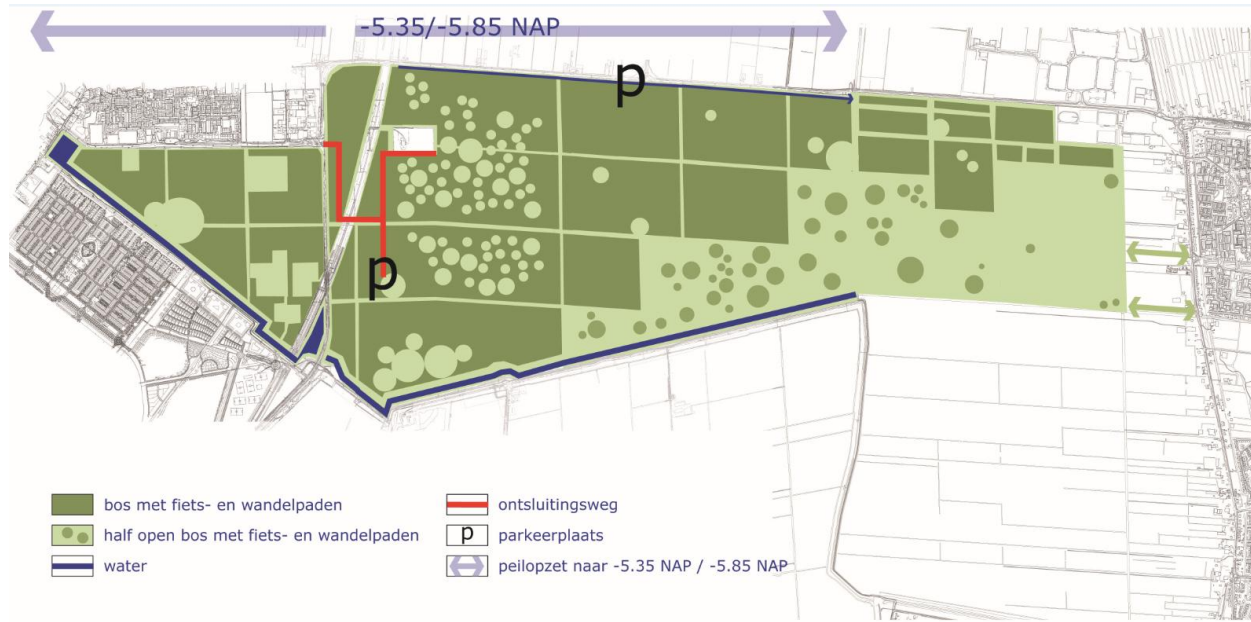 -5.35/-5.85 NAP
p
p
bos met fiets- en wandelpaden
half open bos met fiets- en wandelpaden
water
ontsluitingsweg
p parkeerplaats
peilopzet naar -5.35 NAP / -5.85 NAP